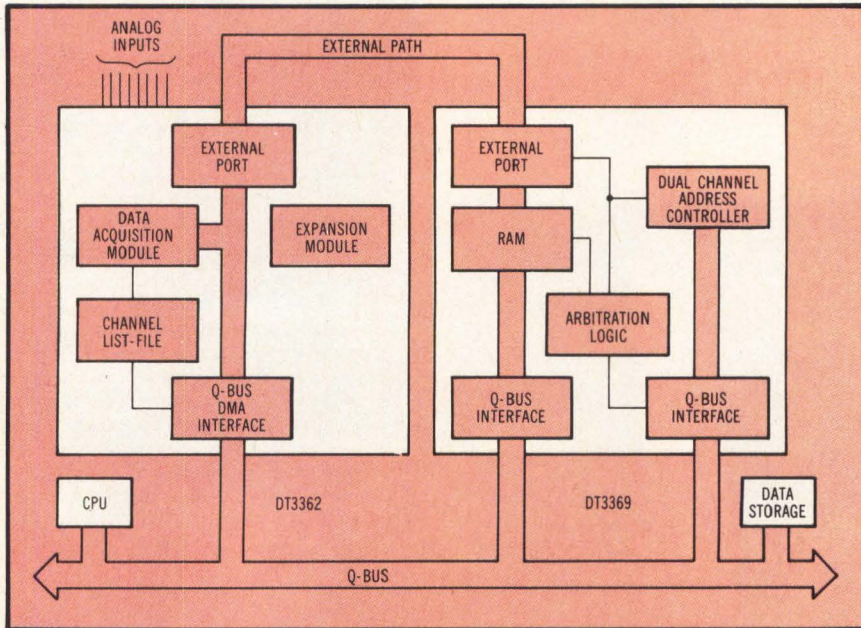 ANALOG
INPUTS
EXTERNAL PATH
EXTERNAL
PORT
DATA
ACQUISITION
MODULE
EXPANSION
MODULE
CHANNEL
LIST-FILE
Q-BUS
DMA
INTERFACE
EXTERNAL
PORT
DUAL CHANNEL
ADDRESS
CONTROLLER
RAM
ARBITRATION
LOGIC
Q-BUS
INTERFACE
Q-BUS
INTERFACE
CPU
DT3362
DT3369
DATA
STORAGE
Q-BUS